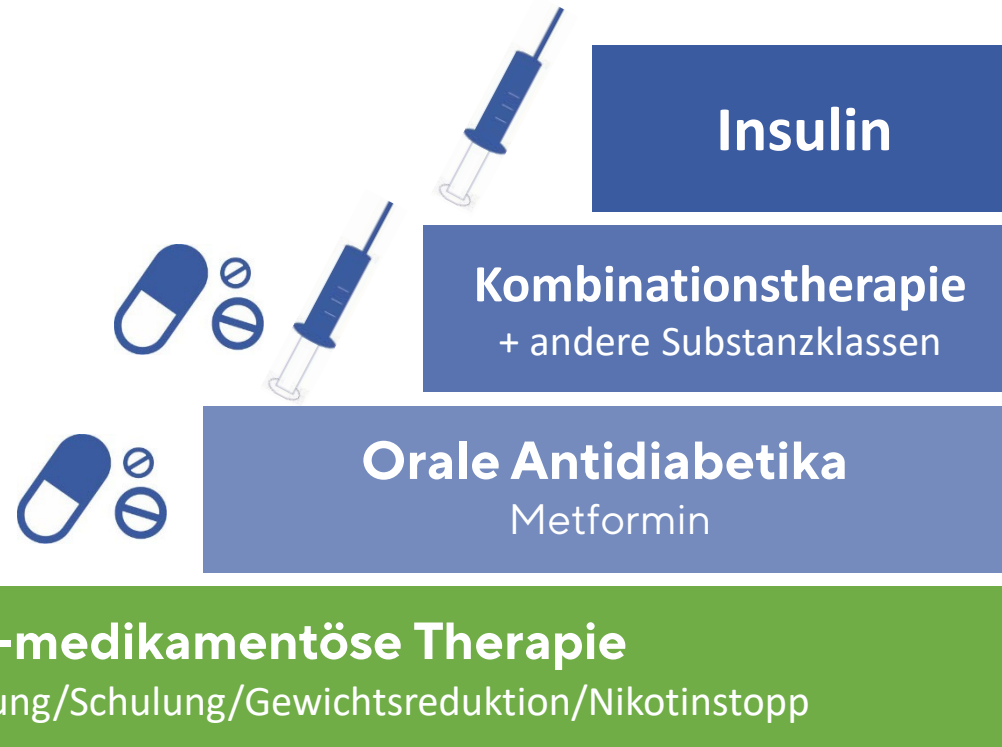 Insulin
Kombinationstherapie
+ andere Substanzklassen
Orale Antidiabetika
Metformin
-medikamentöse Therapie
ung/Schulung/Gewichtsreduktion/Nikotinstopp